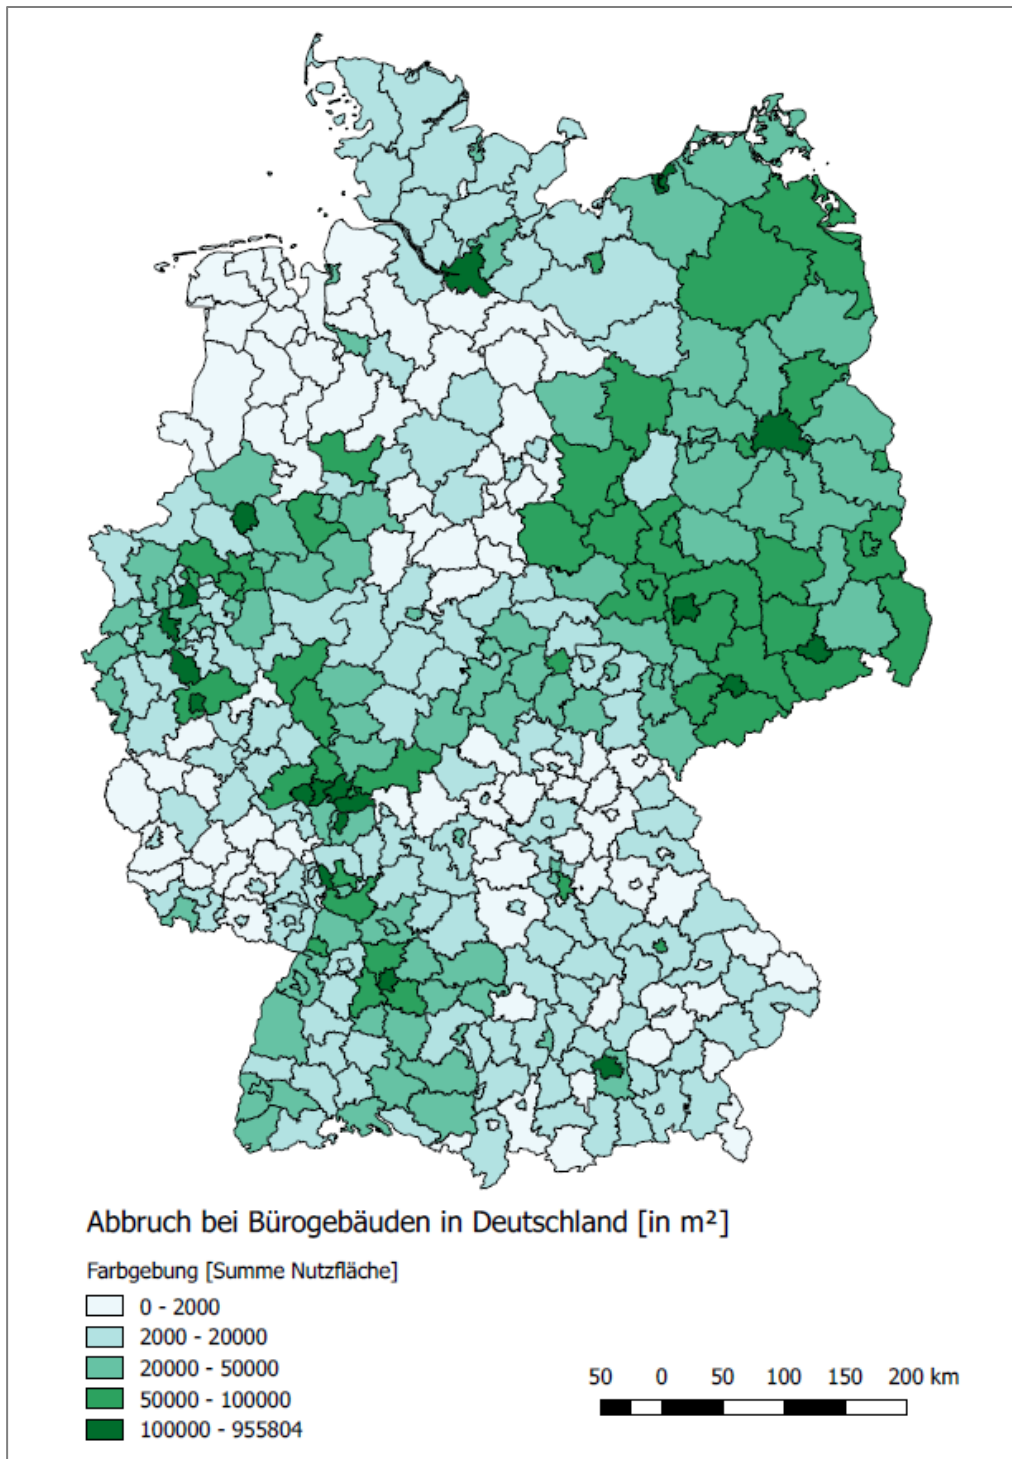 Abbruch bei Bürogebäuden in Deutschland [in m²]
Farbgebung [Summe Nutzfläche]
0 - 2000
2000 - 20000
20000 - 50000
50000 - 100000
100000 - 955804
50 0 50 100 150 200 km